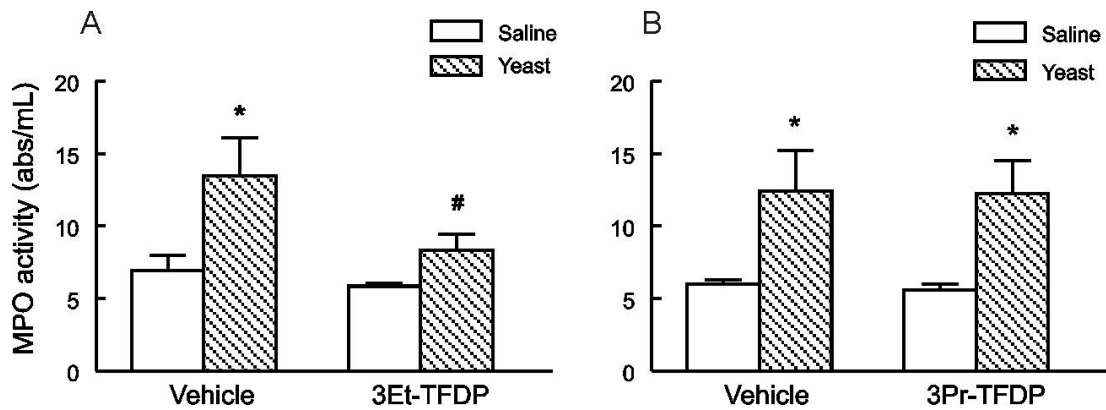 A
Saline
Yeast
MPO activity (abs/mL)
20
15
10
5
0
*
#
Vehicle
3Et-TFDP
B
Saline
Yeast
20
15
10
5
0
*
*
Vehicle
3Pr-TFDP